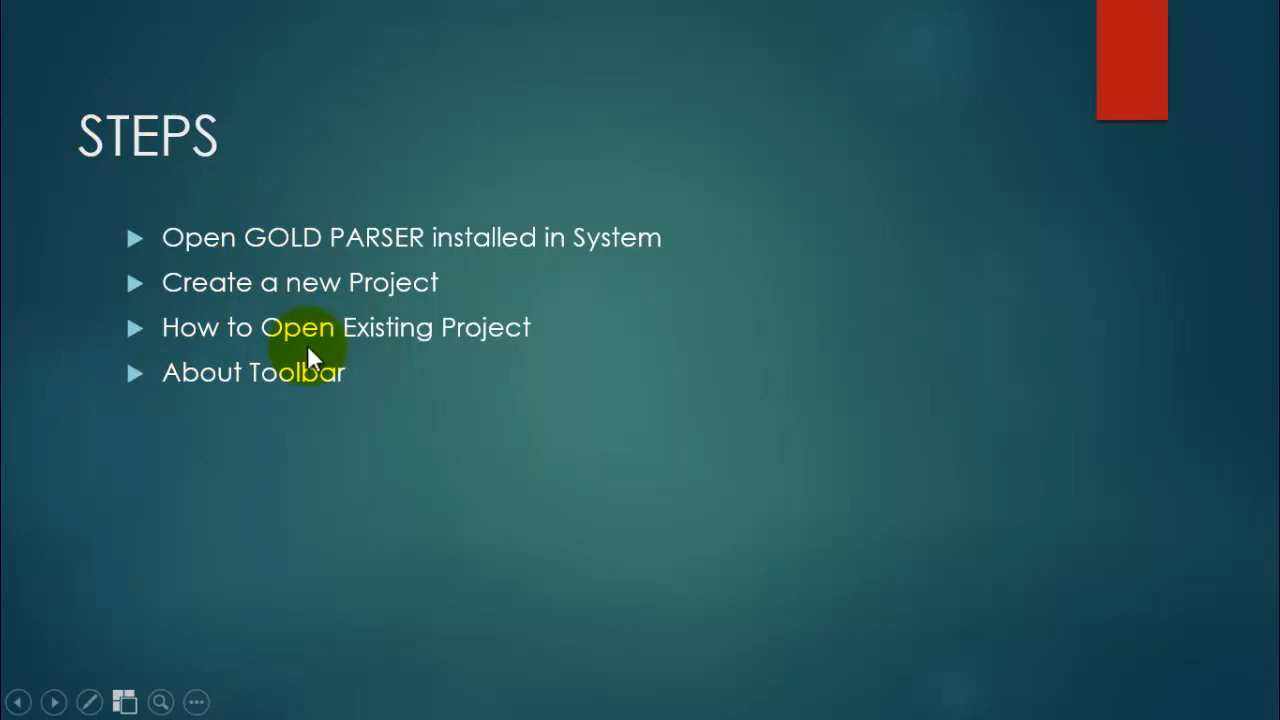 STEPS
Open GOLD PARSER installed in System
Create a new Project
How to Open Existing Project
About Toolbar